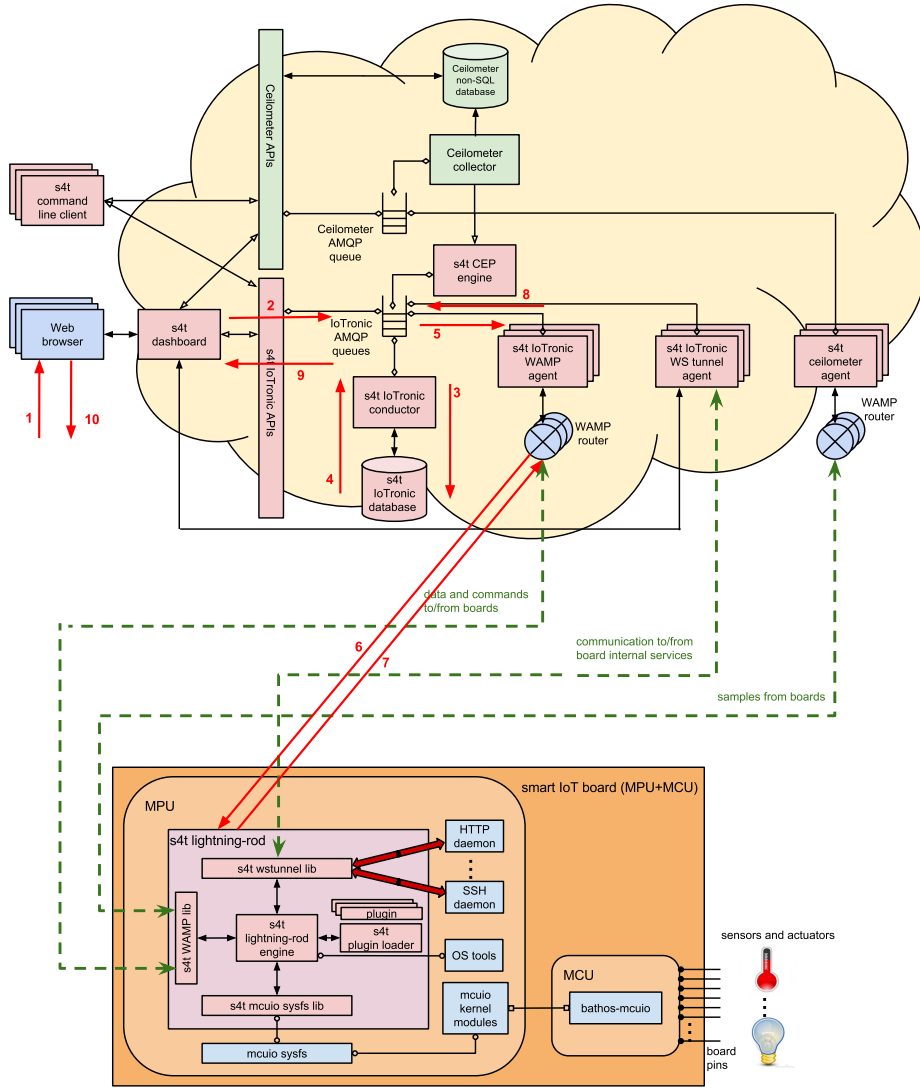 Ceilometer
non-SQL
database
Ceilometer APIs
Ceilometer
collector
s4t
command
line client
Ceilometer
AMQP
queue
s4t CEP
engine
8
2
Web
browser
s4t
dashboard
IoTronic
AMQP
queues
5
s4t IoTronic
WAMP
agent
s4t IoTronic
WS tunnel
agent
s4t
ceilometer
agent
s4t IoTronic APIs
9
1
10
s4t IoTronic
conductor
3
4
WAMP
router
WAMP
router
s4t
IoTronic
database
data and commands
to/from boards
6
7
communication to/from
board internal services
samples from boards
smart IoT board (MPU+MCU)
MPU
s4t lightning-rod
HTTP
daemon
s4t wstunnel lib
SSH
daemon
s4t WAMP lib
plugin
s4t
lightning-rod
engine
s4t
plugin loader
OS tools
sensors and actuators
MCU
s4t mcuio sysfs lib
mcuio
kernel
modules
bathos-mcuio
mcuio sysfs
board
pins